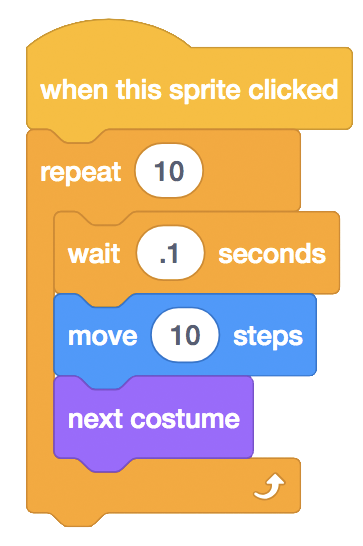 when this sprite clicked
repeat 10
wait .1 seconds
move 10 steps
next costume